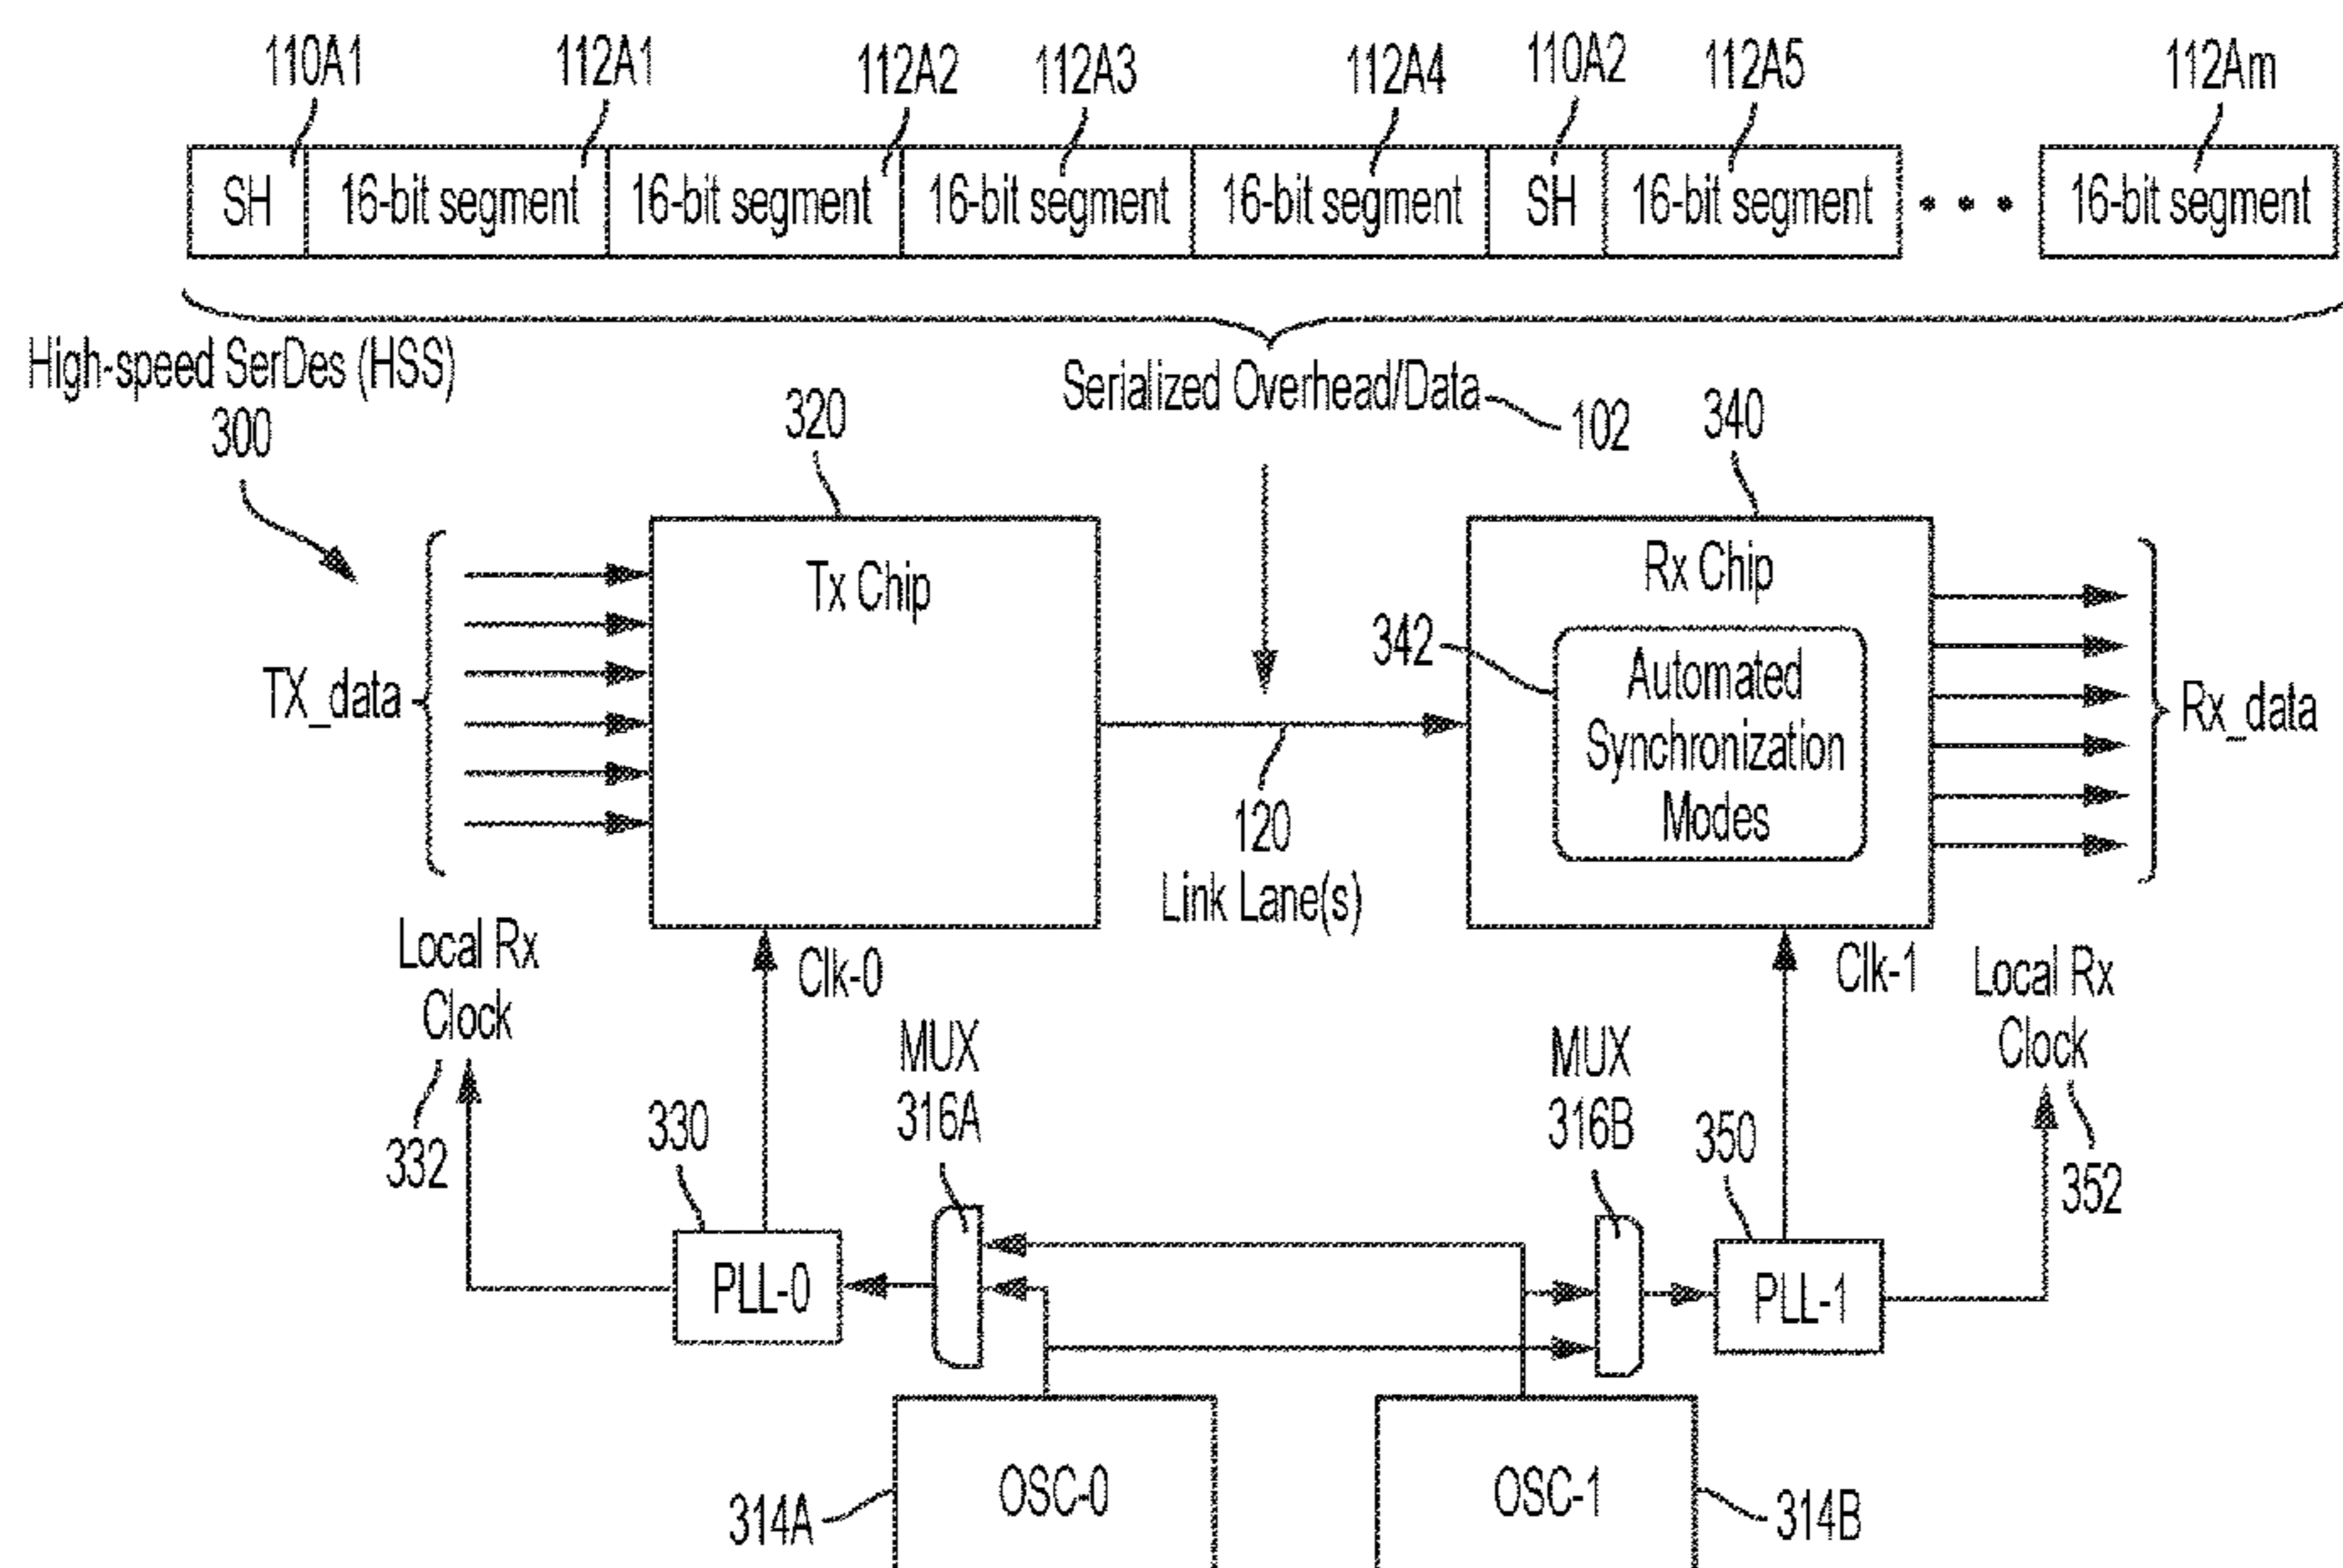 110A1 112A1 112A2 112A3 112A4 110A2 112A5 112Am
SH 16-bit segment 16-bit segment 16-bit segment 16-bit segment SH 16-bit segment • • • 16-bit segment
High-speed SerDes (HSS)
300
Serialized Overhead/Data
102
320
340
Tx Chip
Rx Chip
342
Automated
Synchronization
Modes
TX_data
Rx_data
120
Link Lane(s)
Local Rx
Clock
332
Clk-0
MUX
316A
330
PLL-0
MUX
316B
350
PLL-1
Clk-1
Local Rx
Clock
352
OSC-0
314A
OSC-1
314B